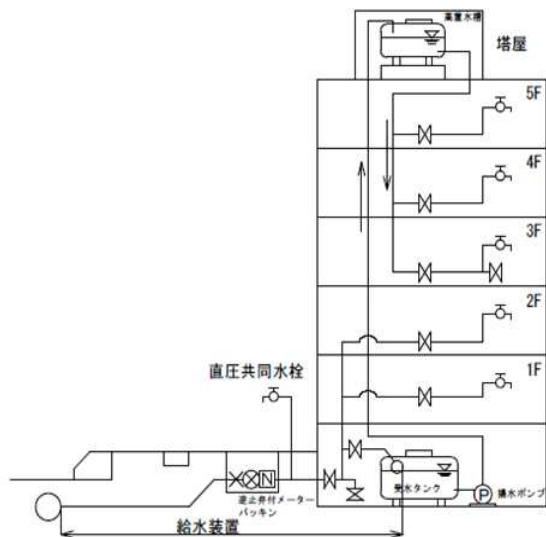 高置水槽
塔屋
5F
4F
3F
2F
直圧共同水栓
1F
N
逆止弁付メーター
パッキン
受水タンク
P
揚水ポンプ
給水装置